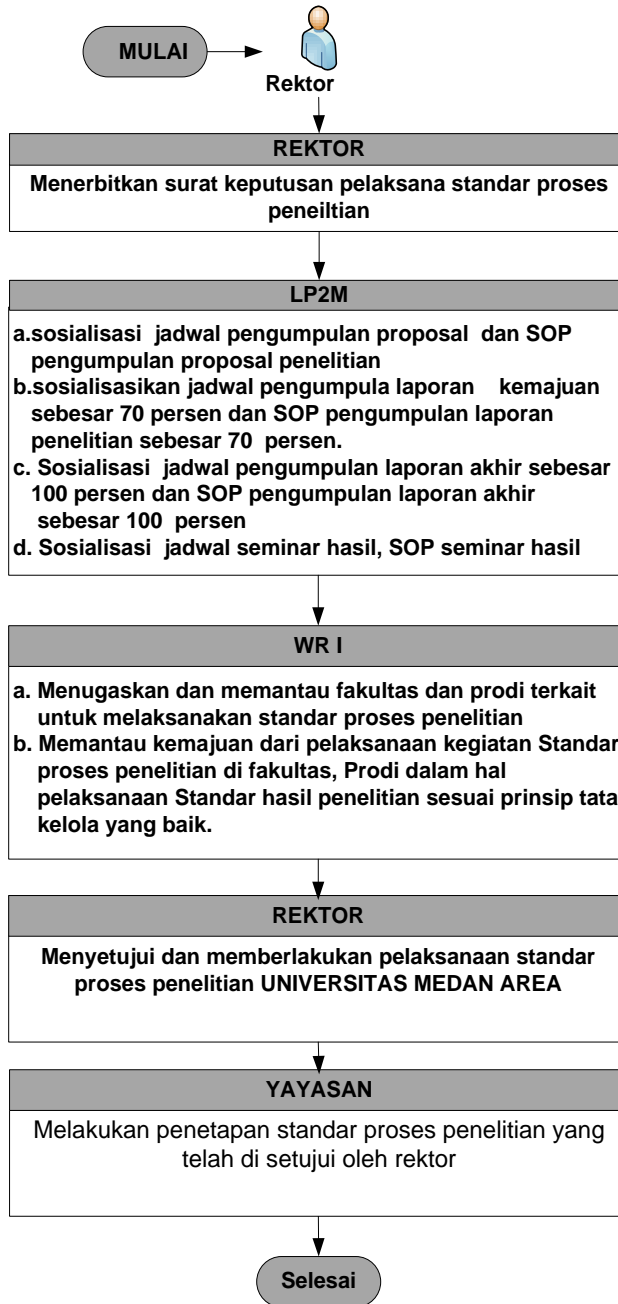 MULAI
Rektor
REKTOR
Menerbitkan surat keputusan pelaksana standar proses
peneiltian
LP2M
a.sosialisasi jadwal pengumpulan proposal dan SOP
pengumpulan proposal penelitian
b.sosialisasikan jadwal pengumpula laporan kemajuan
sebesar 70 persen dan SOP pengumpulan laporan
penelitian sebesar 70 persen.
c. Sosialisasi jadwal pengumpulan laporan akhir sebesar
100 persen dan SOP pengumpulan laporan akhir
sebesar 100 persen
d. Sosialisasi jadwal seminar hasil, SOP seminar hasil
WR I
a. Menugaskan dan memantau fakultas dan prodi terkait
untuk melaksanakan standar proses penelitian
b. Memantau kemajuan dari pelaksanaan kegiatan Standar
proses penelitian di fakultas, Prodi dalam hal
pelaksanaan Standar hasil penelitian sesuai prinsip tata
kelola yang baik.
REKTOR
Menyetujui dan memberlakukan pelaksanaan standar
proses penelitian UNIVERSITAS MEDAN AREA
YAYASAN
Melakukan penetapan standar proses penelitian yang
telah di setujui oleh rektor
Selesai